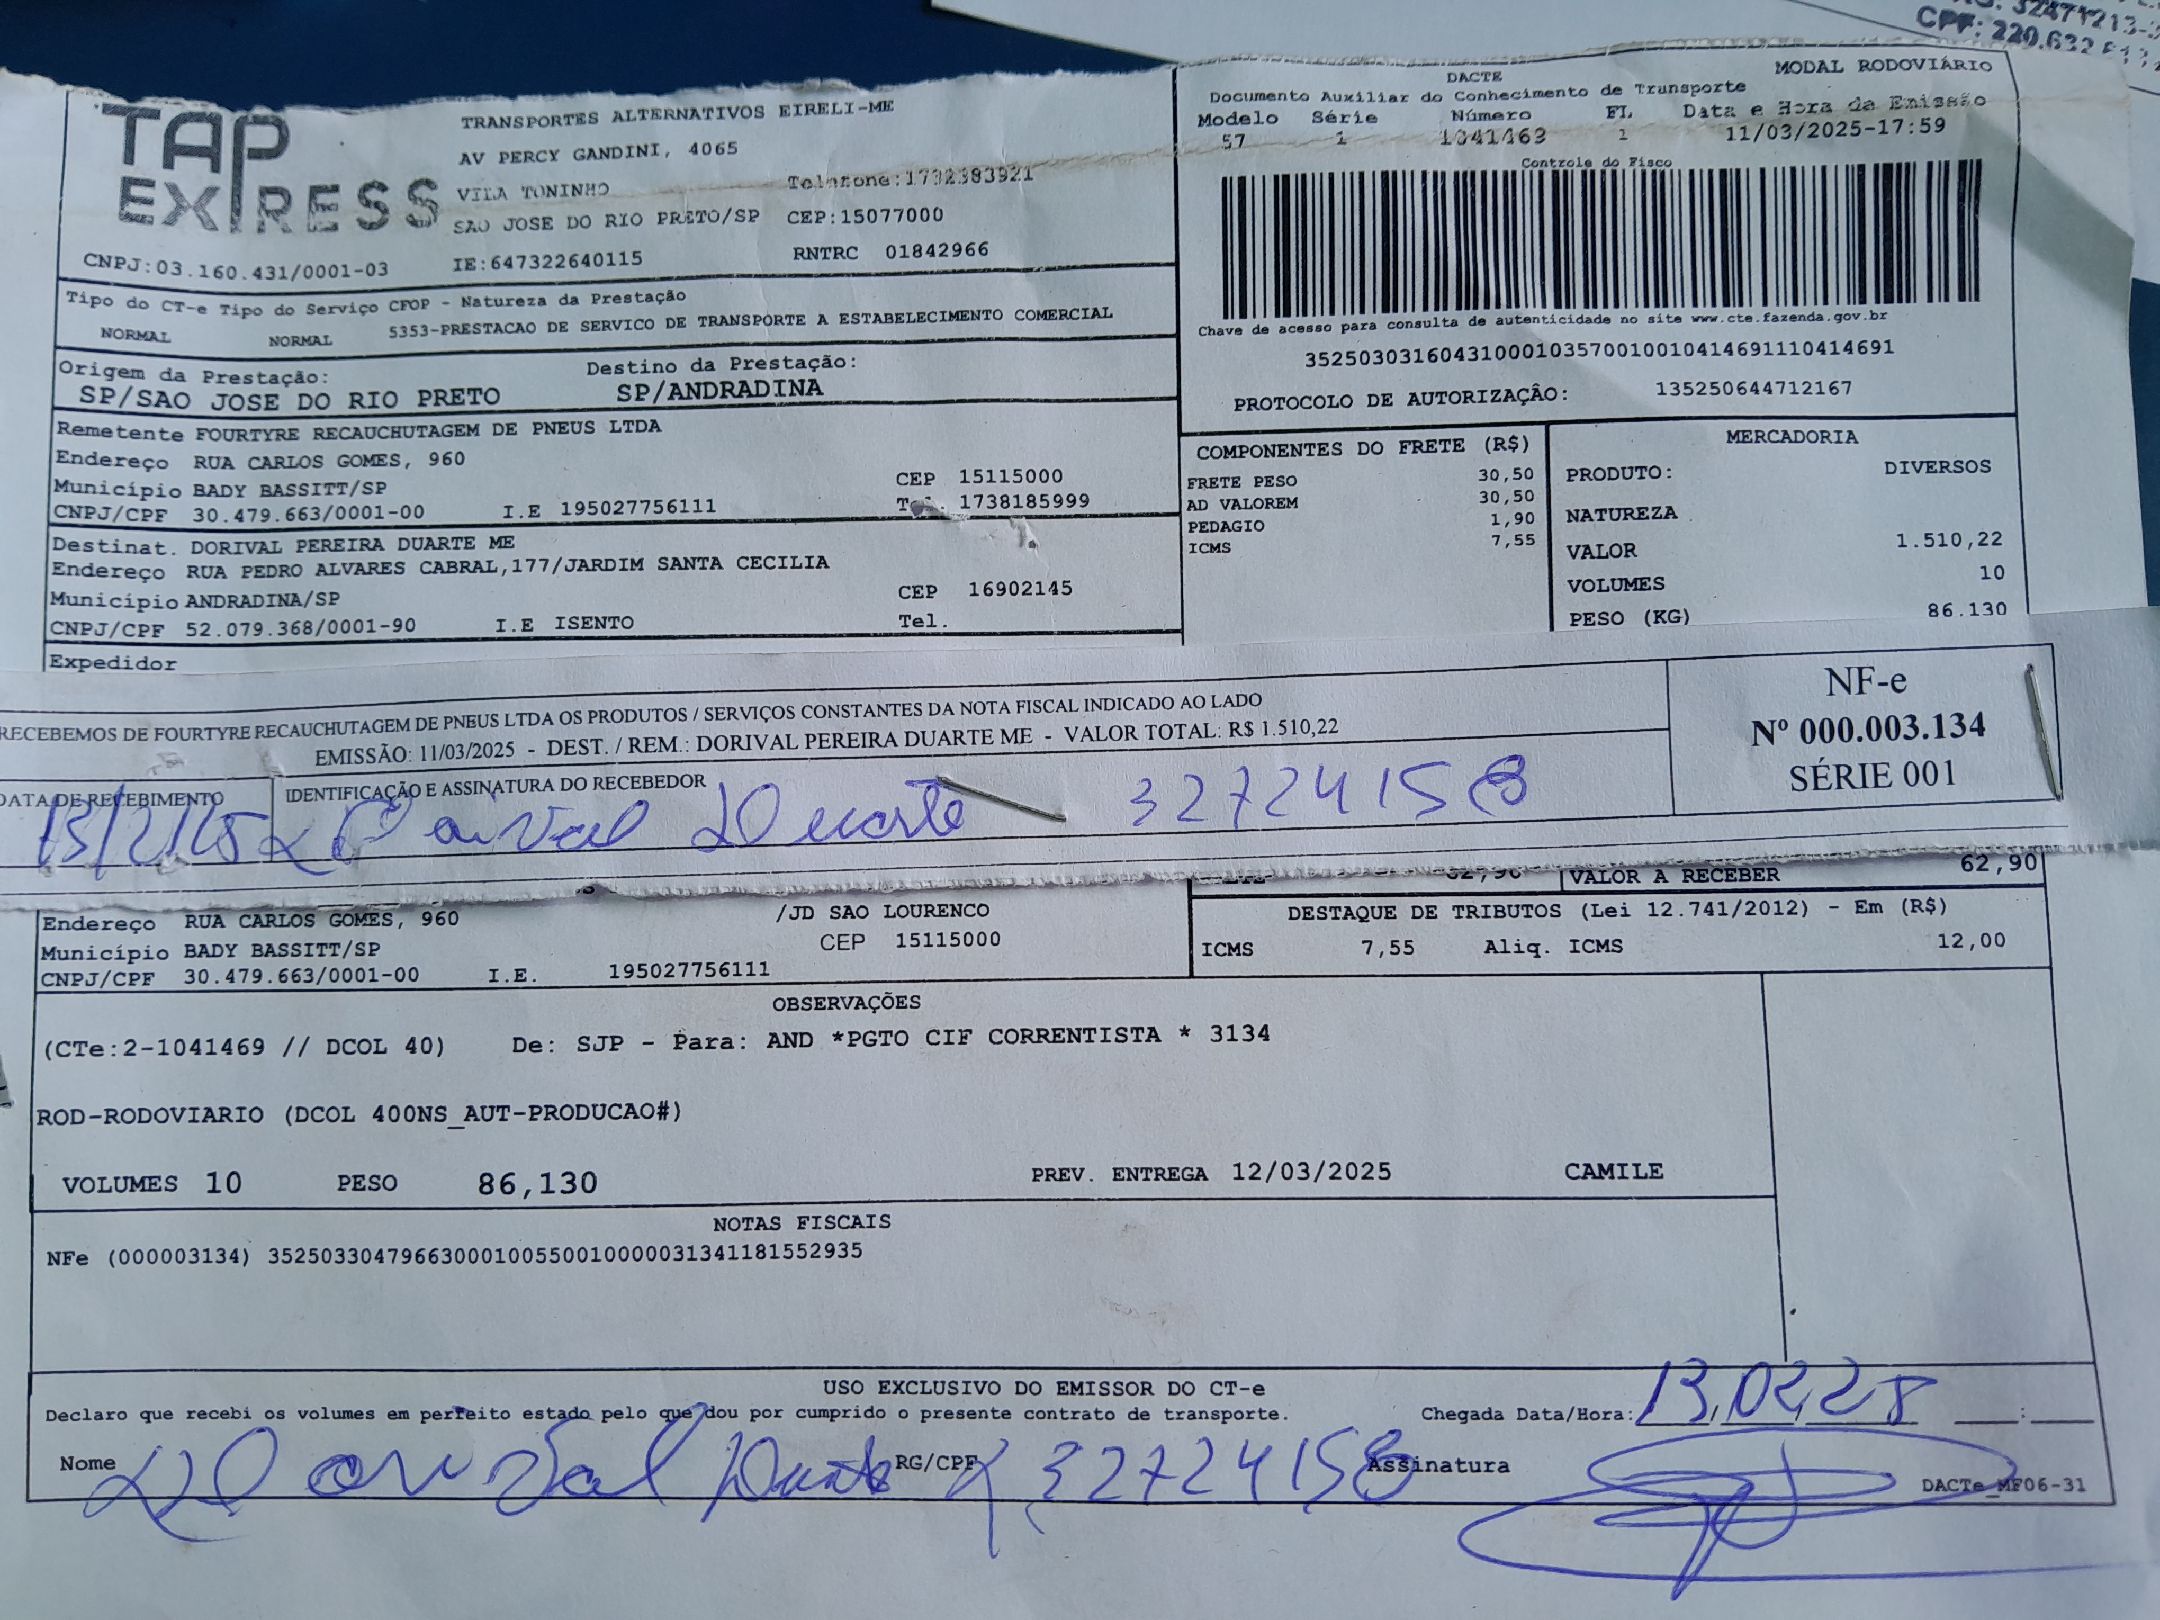 32471213-
CPF: 220.632
TAP
EXPRESS
TRANSPORTES ALTERNATIVOS EIRELI-ME
AV PERCY GANDINI, 4065
VILA TONINHO Telefone:1732383921
SAO JOSE DO RIO PRETO/SP CEP:15077000
CNPJ:03.160.431/0001-03 IE:647322640115 RNTRC 01842966
DACTE MODAL RODOVIÁRIO
Documento Auxiliar do Conhecimento de Transporte
Modelo Série Número FL Data e Hora da Emissão
57 1 1041469 1 11/03/2025-17:59
Controle do Fisco
Chave de acesso para consulta de autenticidade no site www.cte.fazenda.gov.br
35250303160431000103570010010414691110414691
PROTOCOLO DE AUTORIZAÇÂO: 135250644712167
Tipo do CT-e Tipo do Serviço CFOP - Natureza da Prestação
NORMAL NORMAL 5353-PRESTACAO DE SERVICO DE TRANSPORTE A ESTABELECIMENTO COMERCIAL
Origem da Prestação: Destino da Prestação:
SP/SAO JOSE DO RIO PRETO SP/ANDRADINA
Remetente FOURTYRE RECAUCHUTAGEM DE PNEUS LTDA
Endereço RUA CARLOS GOMES, 960
Município BADY BASSITT/SP CEP 15115000
CNPJ/CPF 30.479.663/0001-00 I.E 195027756111 Tel. 1738185999
Destinat. DORIVAL PEREIRA DUARTE ME
Endereço RUA PEDRO ALVARES CABRAL,177/JARDIM SANTA CECILIA
Município ANDRADINA/SP CEP 16902145
CNPJ/CPF 52.079.368/0001-90 I.E ISENTO Tel.
Expedidor
COMPONENTES DO FRETE (R$)
FRETE PESO 30,50
AD VALOREM 30,50
PEDAGIO 1,90
ICMS 7,55
MERCADORIA
PRODUTO: DIVERSOS
NATUREZA
VALOR 1.510,22
VOLUMES 10
PESO (KG) 86.130
RECEBEMOS DE FOURTYRE RECAUCHUTAGEM DE PNEUS LTDA OS PRODUTOS / SERVIÇOS CONSTANTES DA NOTA FISCAL INDICADO AO LADO
EMISSÃO: 11/03/2025 - DEST. / REM.: DORIVAL PEREIRA DUARTE ME - VALOR TOTAL: R$ 1.510,22
DATA DE RECEBIMENTO IDENTIFICAÇÃO E ASSINATURA DO RECEBEDOR
Dorival Duarte 32724158
NF-e
Nº 000.003.134
SÉRIE 001
62,90 VALOR A RECEBER 62,90
Endereço RUA CARLOS GOMES, 960 /JD SAO LOURENCO
Município BADY BASSITT/SP CEP 15115000
CNPJ/CPF 30.479.663/0001-00 I.E. 195027756111
DESTAQUE DE TRIBUTOS (Lei 12.741/2012) - Em (R$)
ICMS 7,55 Aliq. ICMS 12,00
OBSERVAÇÕES
(CTe:2-1041469 // DCOL 40) De: SJP - Para: AND *PGTO CIF CORRENTISTA * 3134
ROD-RODOVIARIO (DCOL 400NS_AUT-PRODUCAO#)
VOLUMES 10 PESO 86,130 PREV. ENTREGA 12/03/2025 CAMILE
NOTAS FISCAIS
NFe (000003134) 35250330479663000100550010000031341181552935
USO EXCLUSIVO DO EMISSOR DO CT-e
Declaro que recebi os volumes em perfeito estado pelo que dou por cumprido o presente contrato de transporte. Chegada Data/Hora: ___:___
Nome Dorival Duarte RG/CPF 32724158 Assinatura
DACTe_MF06-31